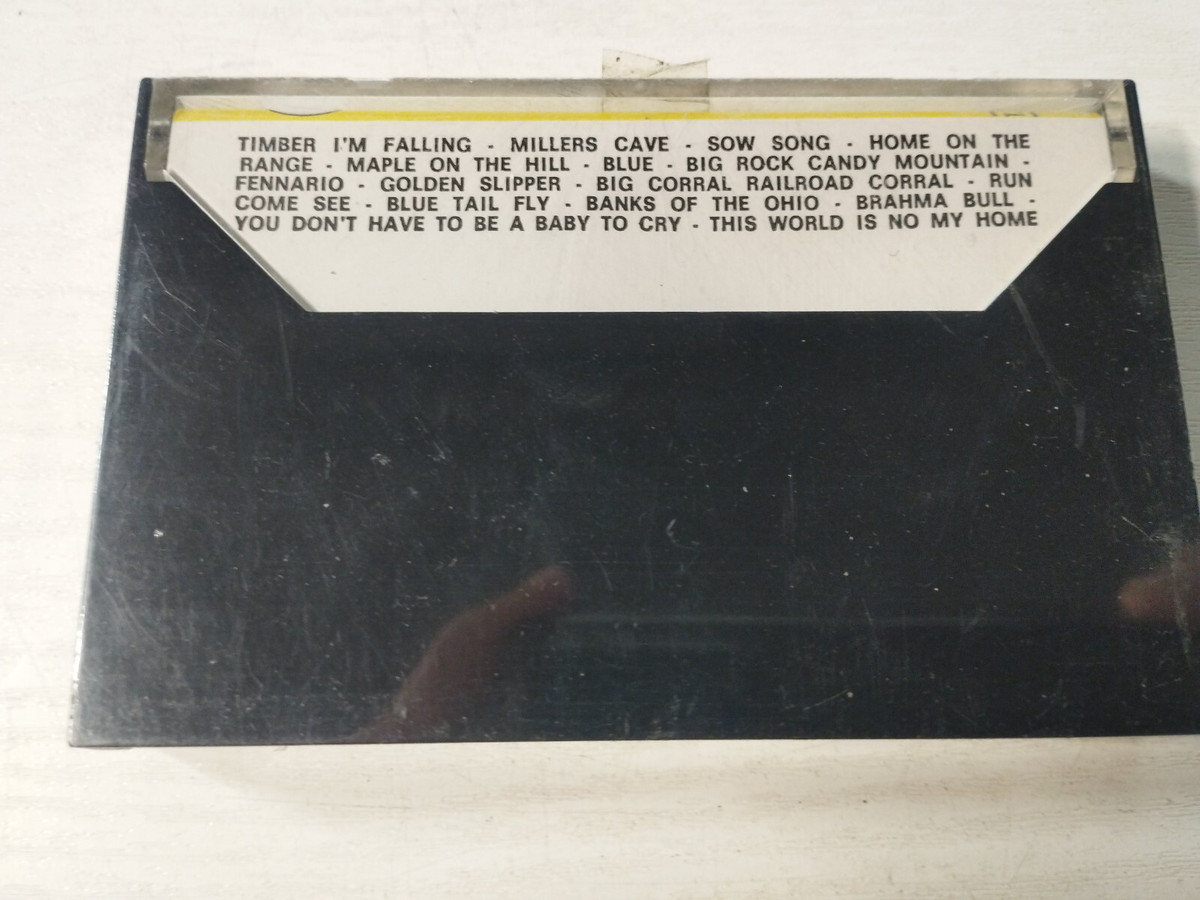 TIMBER I'M FALLING - MILLERS CAVE - SOW SONG - HOME ON THE
RANGE - MAPLE ON THE HILL - BLUE - BIG ROCK CANDY MOUNTAIN -
FENNARIO - GOLDEN SLIPPER - BIG CORRAL RAILROAD CORRAL - RUN
COME SEE - BLUE TAIL FLY - BANKS OF THE OHIO - BRAHMA BULL -
YOU DON'T HAVE TO BE A BABY TO CRY - THIS WORLD IS NO MY HOME